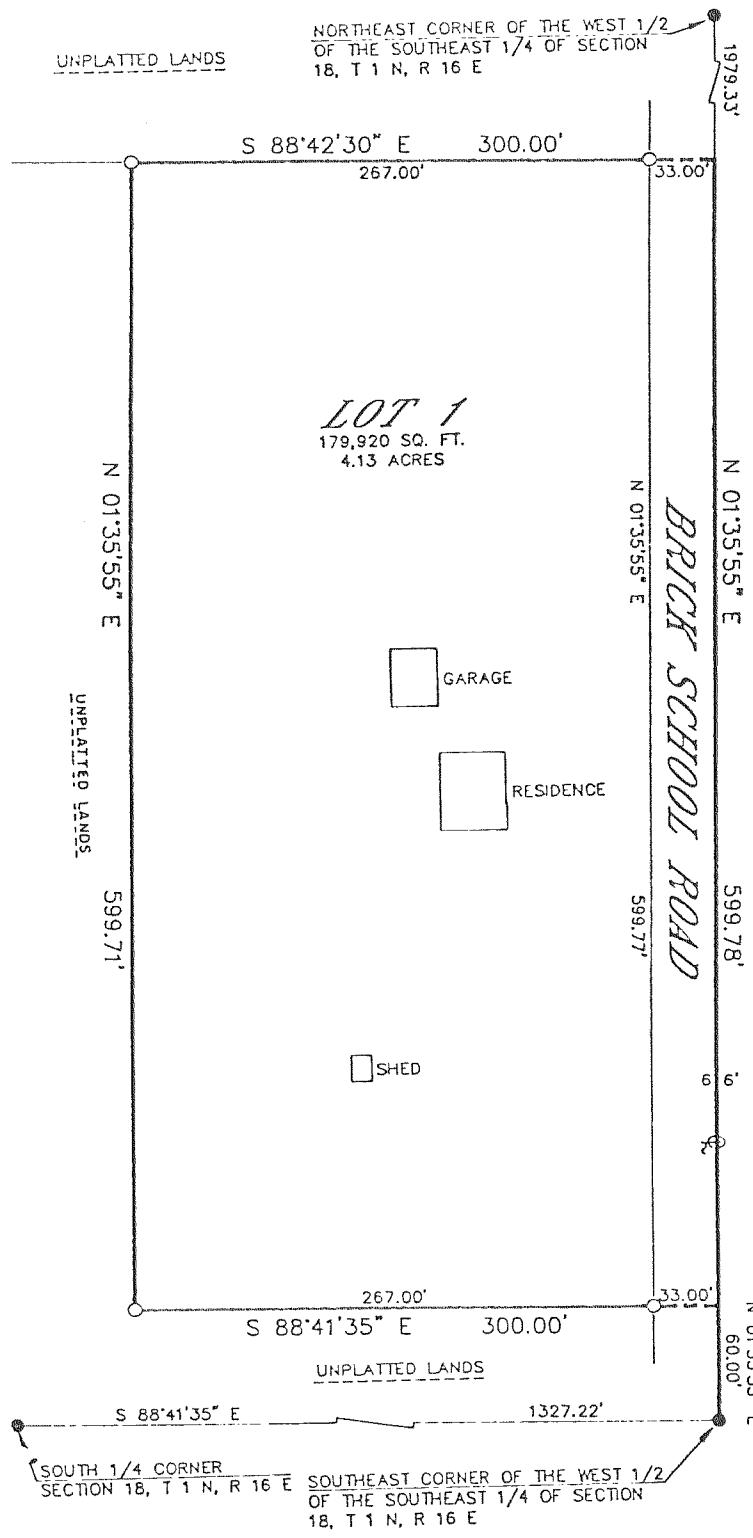 NORTHEAST CORNER OF THE WEST 1/2
OF THE SOUTHEAST 1/4 OF SECTION
18, T 1 N, R 16 E
UNPLATTED LANDS
1979.33'
S 88°42'30" E 300.00'
267.00'
33.00'
LOT 1
179,920 SQ. FT.
4.13 ACRES
N 01°35'55" E
599.71'
UNPLATTED LANDS
N 01°35'55" E
599.77'
BRICK SCHOOL ROAD
N 01°35'55" E
599.78'
GARAGE
RESIDENCE
SHED
66'
267.00'
33.00'
S 88°41'35" E 300.00'
UNPLATTED LANDS
60.00'
S 88°41'35" E 1327.22'
SOUTH 1/4 CORNER
SECTION 18, T 1 N, R 16 E
SOUTHEAST CORNER OF THE WEST 1/2
OF THE SOUTHEAST 1/4 OF SECTION
18, T 1 N, R 16 E